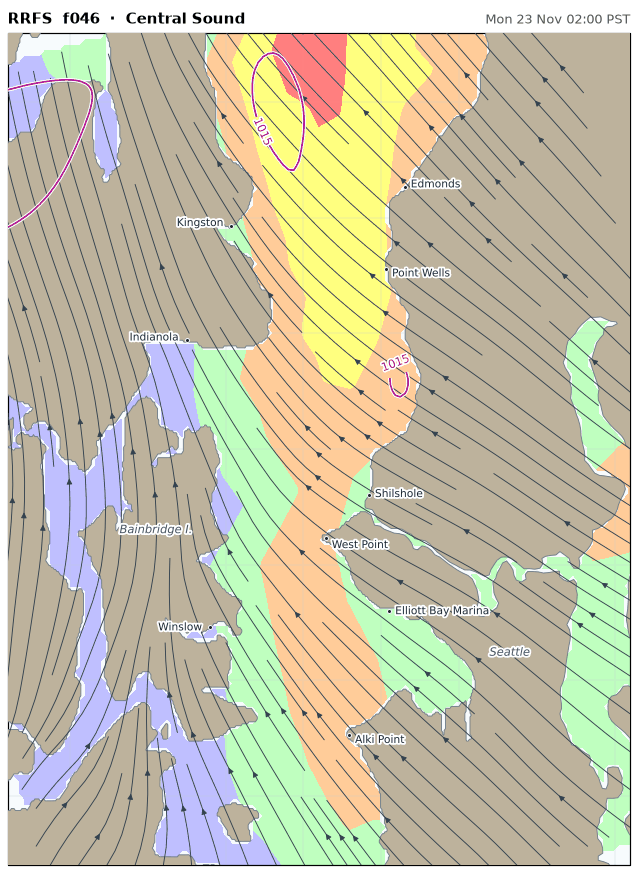 RRFS f046 · Central Sound
Mon 23 Nov 02:00 PST
1015
Edmonds
Kingston
Point Wells
Indianola
1015
Shilshole
Bainbridge I.
West Point
Elliott Bay Marina
Winslow
Seattle
Alki Point